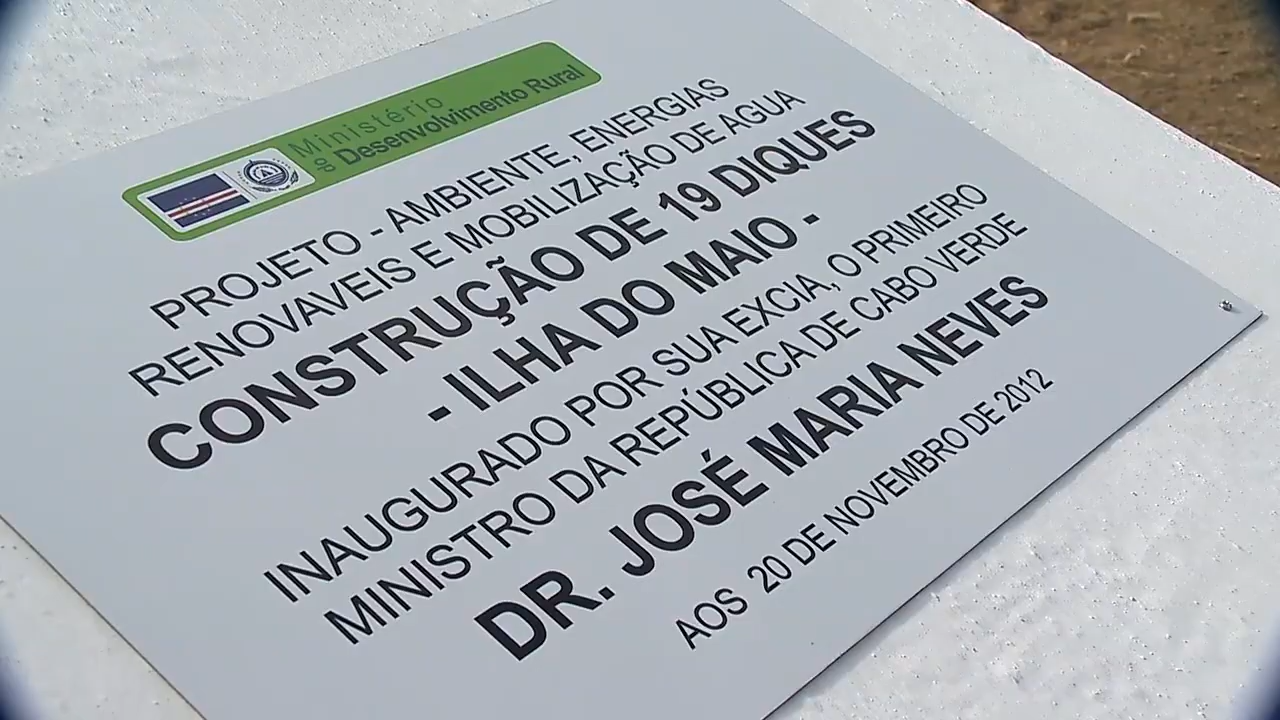 Ministério
do Desenvolvimento Rural
PROJETO - AMBIENTE, ENERGIAS
RENOVAVEIS E MOBILIZAÇÃO DE AGUA
CONSTRUÇÃO DE 19 DIQUES
- ILHA DO MAIO -
INAUGURADO POR SUA EXCIA, O PRIMEIRO
MINISTRO DA REPÚBLICA DE CABO VERDE
DR. JOSÉ MARIA NEVES
AOS 20 DE NOVEMBRO DE 2012